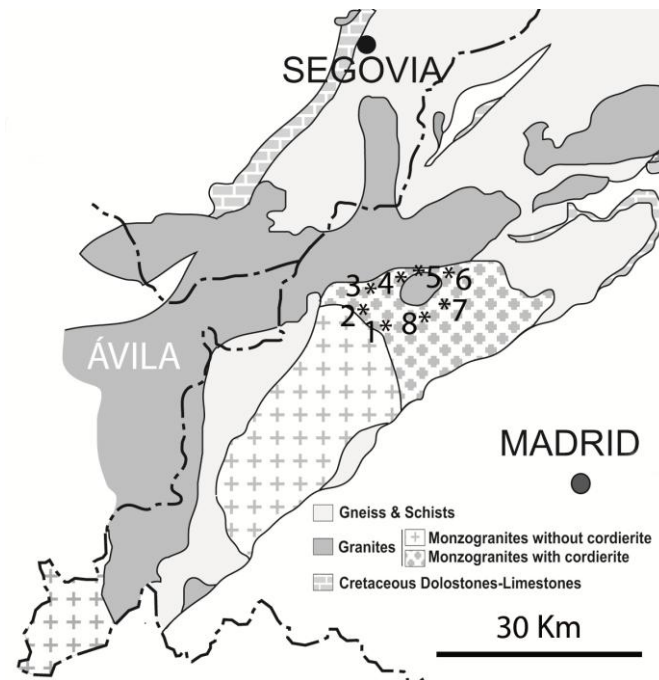 SEGOVIA
3 4 5 6
2 1 8 7
ÁVILA
MADRID
Gneiss & Schists
Granites
Monzogranites without cordierite
Monzogranites with cordierite
Cretaceous Dolostones-Limestones
30 Km